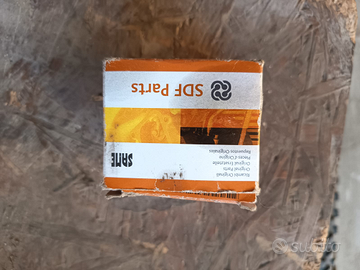 SDF Parts
SAME
Ricambi Originali
Original Parts
Original Ersatzteile
Pièces d'Origine
Repuestos Originales
subito